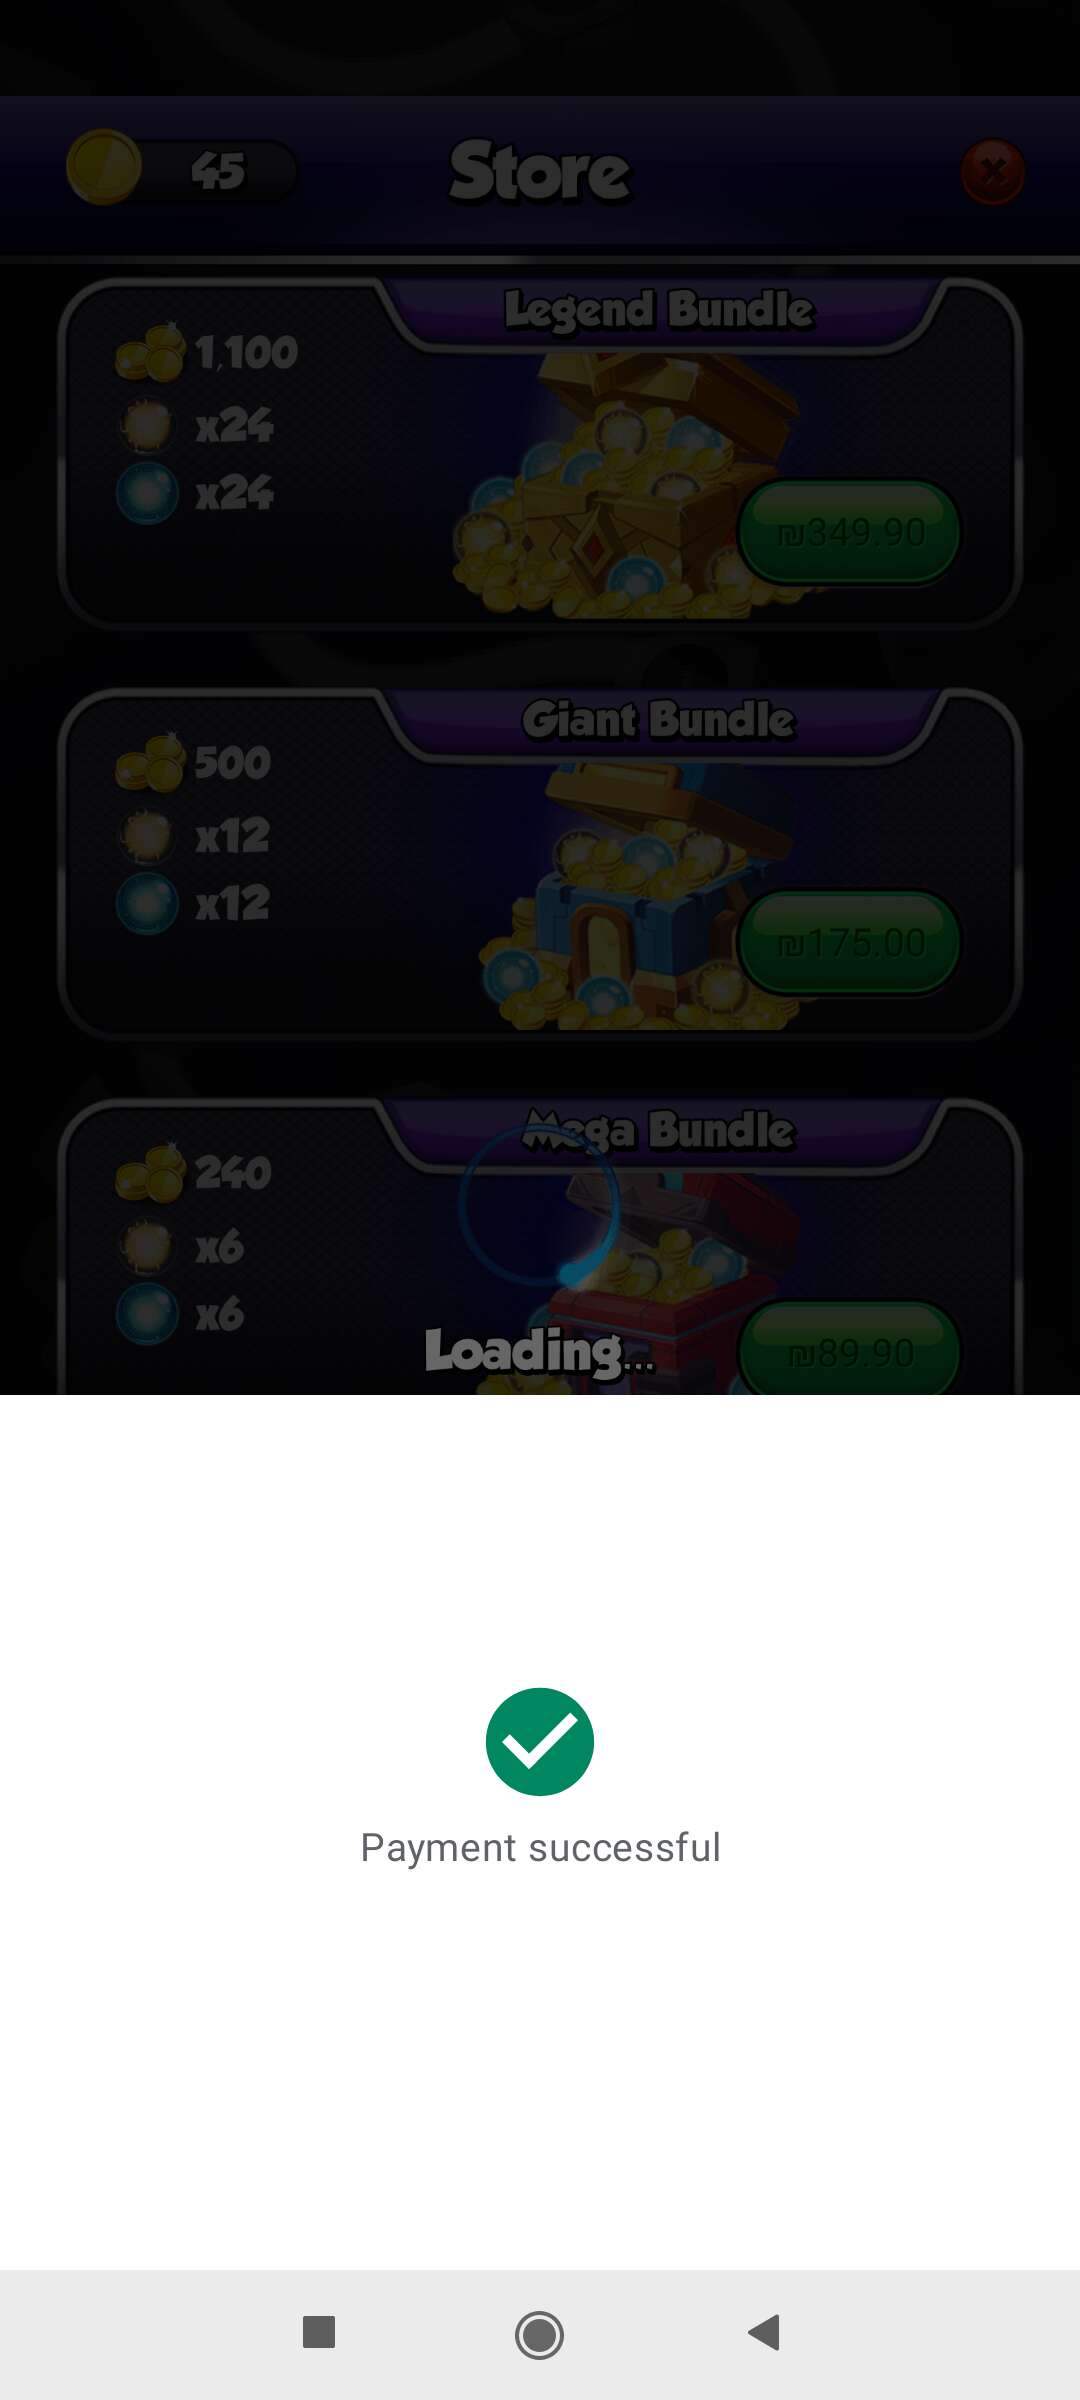 45
Store
Legend Bundle
1,100
x24
x24
₪349.90
Giant Bundle
500
x12
x12
₪175.00
Mega Bundle
240
x6
x6
₪89.90
Loading...
Payment successful